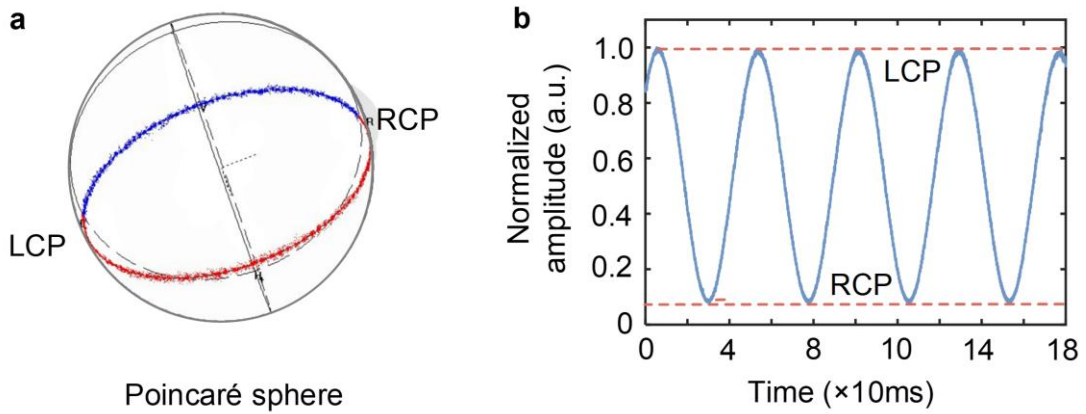 a
RCP
LCP
Poincaré sphere
b
Normalized
amplitude (a.u.)
1.0
0.8
0.6
0.4
0.2
0
LCP
RCP
0 4 8 10 14 18
Time (×10ms)